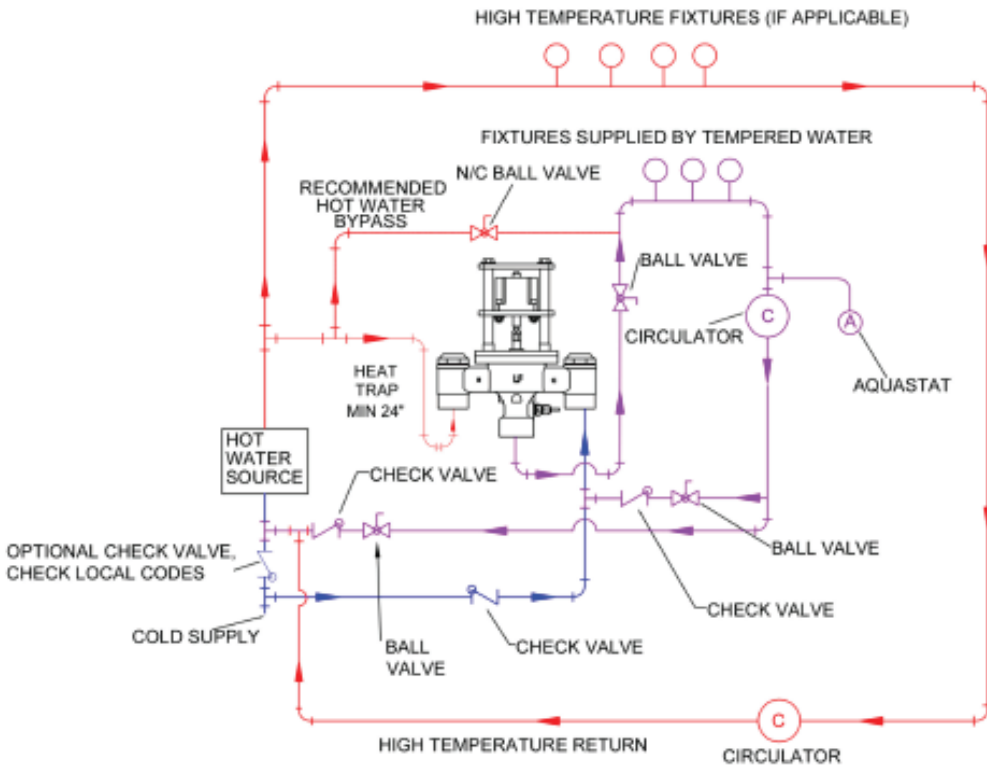 HIGH TEMPERATURE FIXTURES (IF APPLICABLE)
FIXTURES SUPPLIED BY TEMPERED WATER
N/C BALL VALVE
RECOMMENDED
HOT WATER
BYPASS
BALL VALVE
C
CIRCULATOR
A
AQUASTAT
HEAT
TRAP
MIN 24"
HOT
WATER
SOURCE
CHECK VALVE
OPTIONAL CHECK VALVE,
CHECK LOCAL CODES
BALL VALVE
CHECK VALVE
COLD SUPPLY
BALL
VALVE
CHECK VALVE
HIGH TEMPERATURE RETURN
C
CIRCULATOR